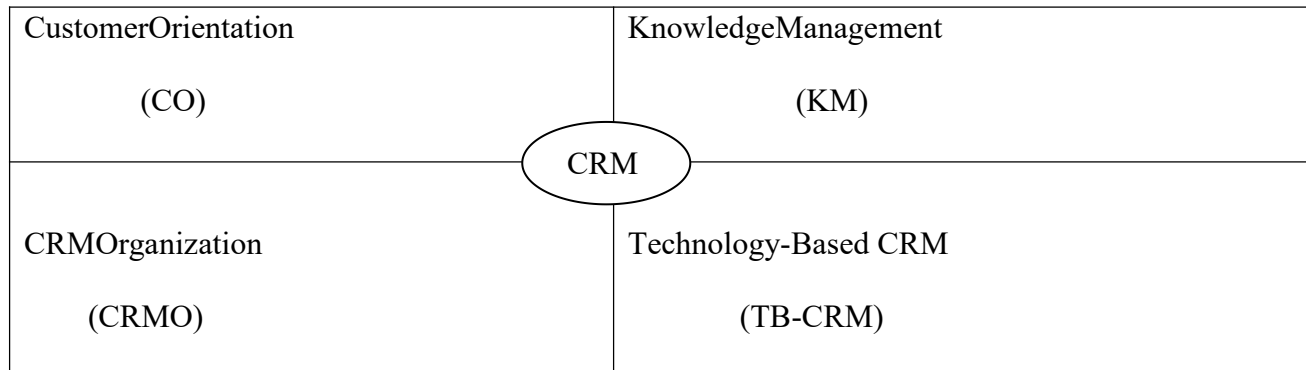 CustomerOrientation
(CO)
KnowledgeManagement
(KM)
CRM
CRMOrganization
(CRMO)
Technology-Based CRM
(TB-CRM)